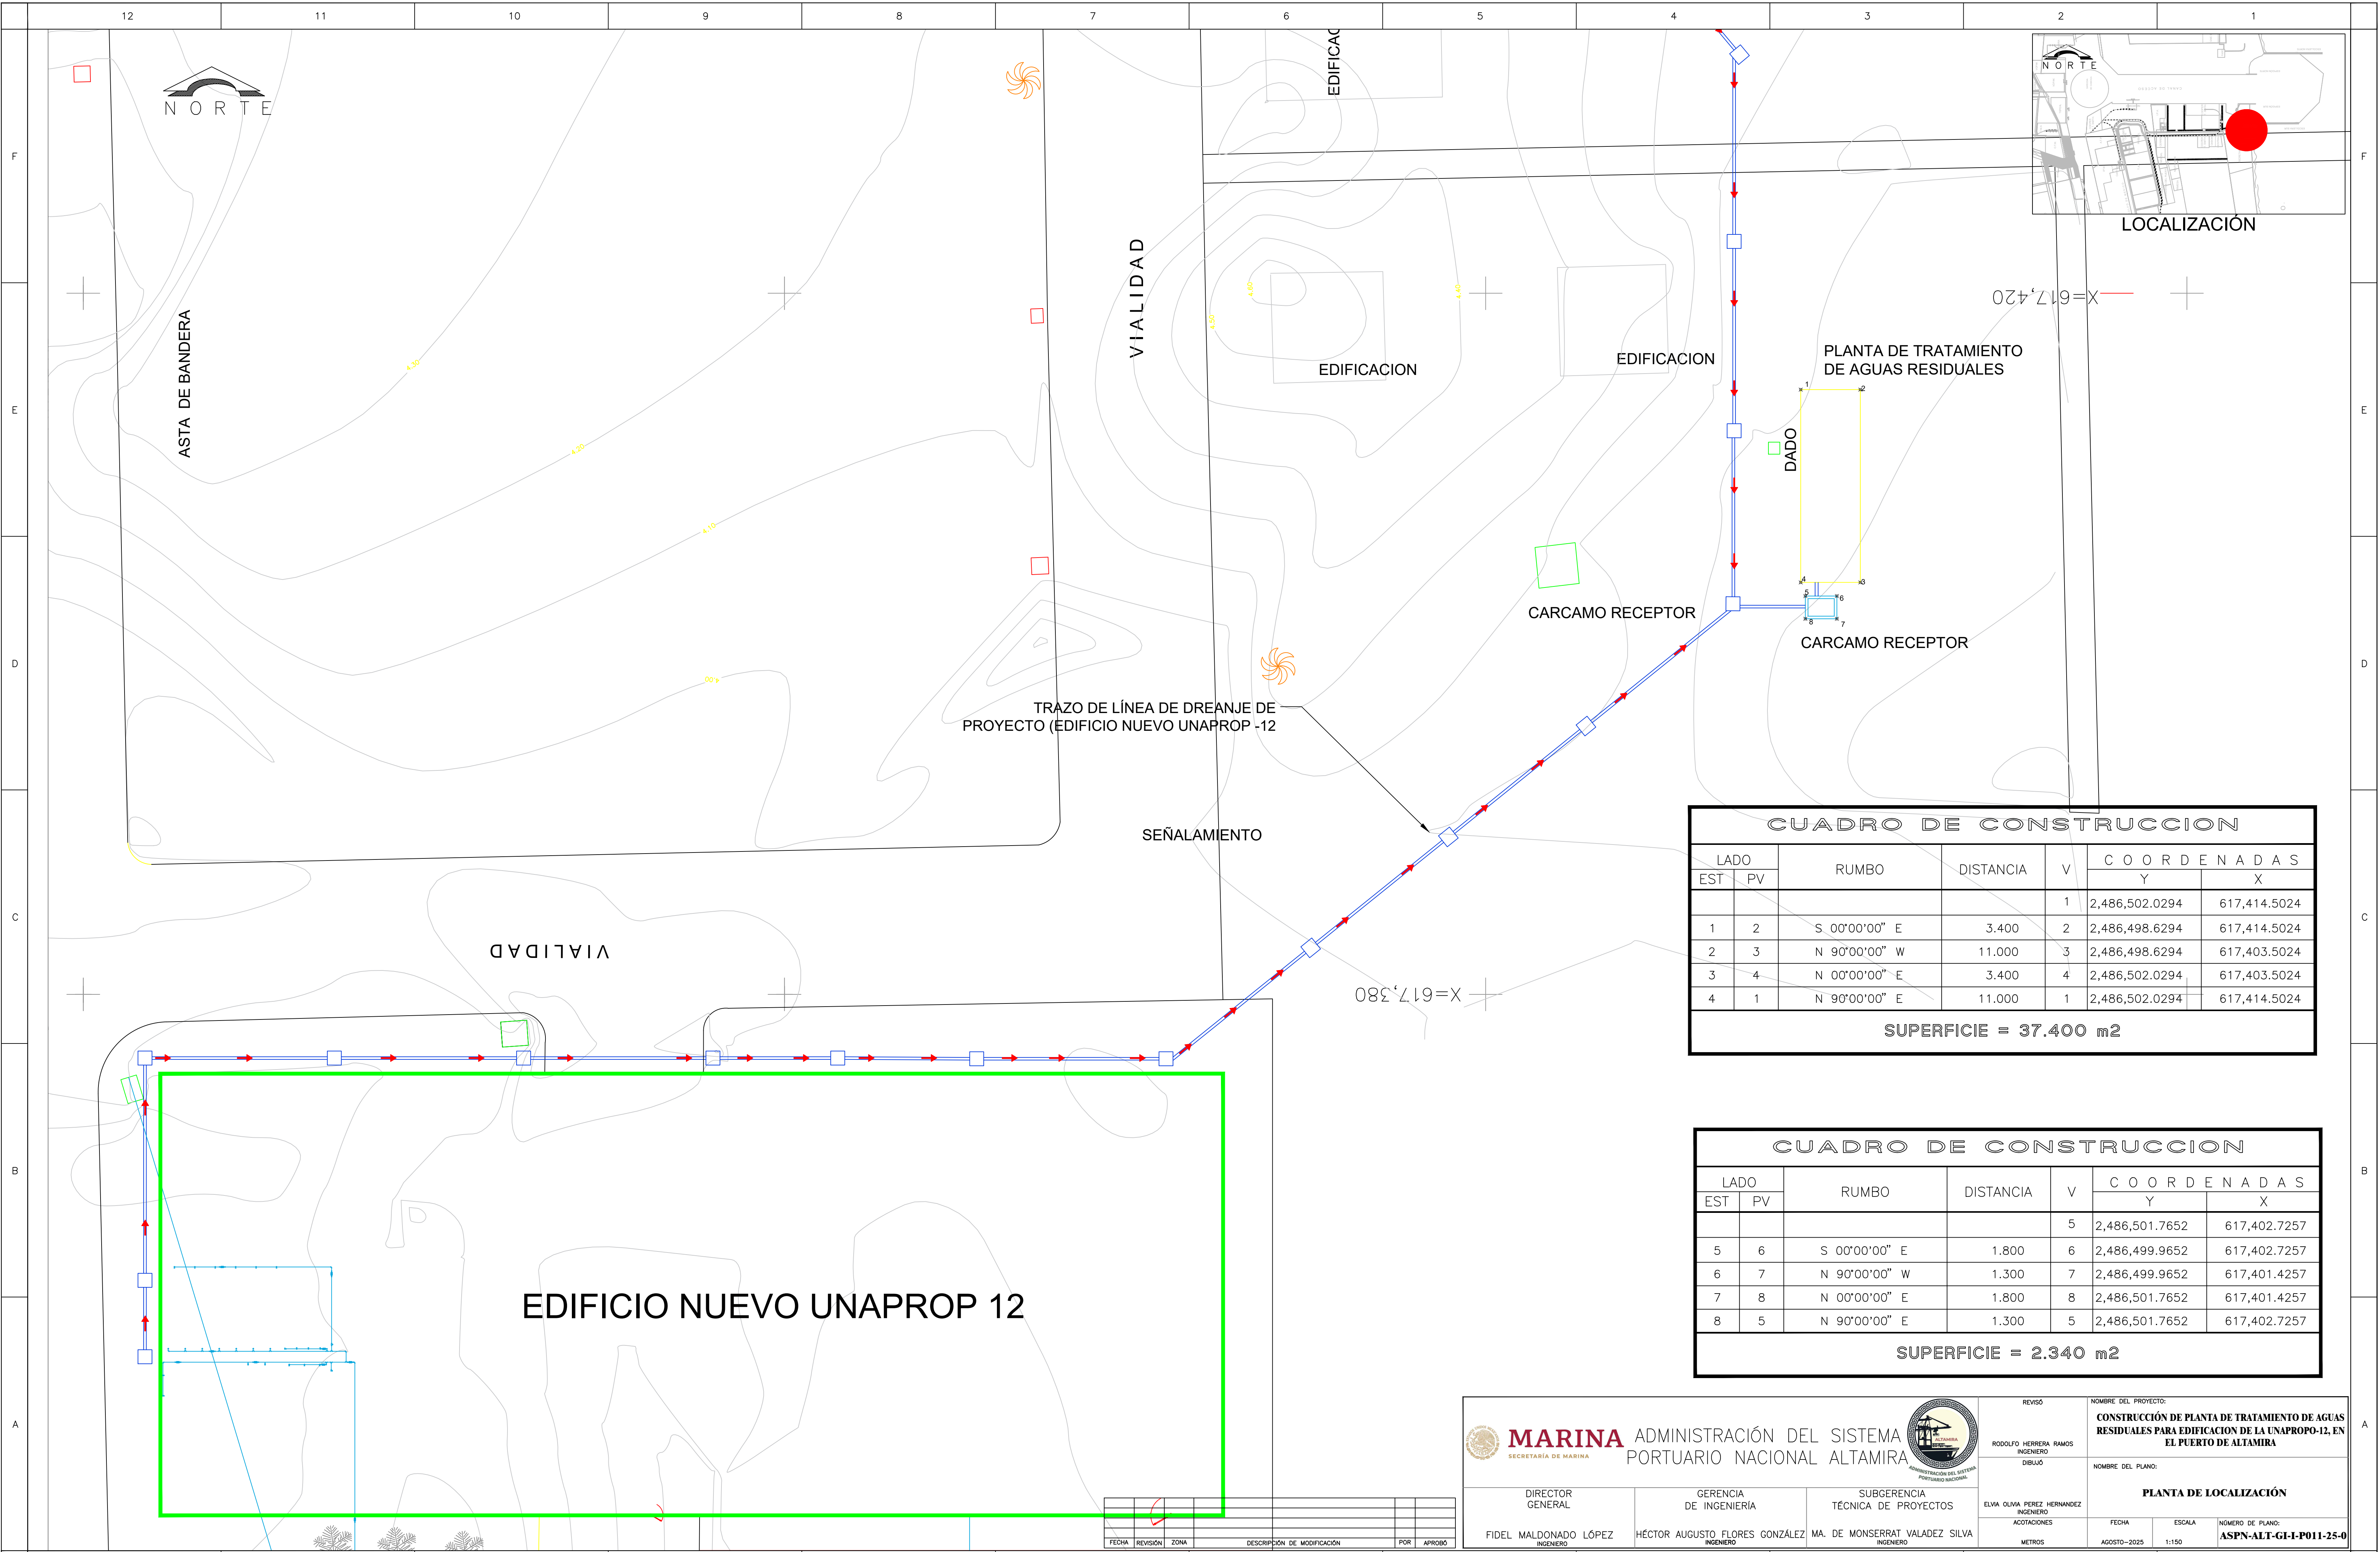 12 11 10 9 8 7 6 5 4 3 2 1
F
E
D
C
B
A
F
E
D
C
B
A
NORTE
NORTE
LOCALIZACIÓN
ASTA DE BANDERA
VIALIDAD
EDIFICAC
EDIFICACION
EDIFICACION
X=617,420
PLANTA DE TRATAMIENTO
DE AGUAS RESIDUALES
1
2
DADO
4
3
5
6
8
7
CARCAMO RECEPTOR
CARCAMO RECEPTOR
TRAZO DE LÍNEA DE DREANJE DE
PROYECTO (EDIFICIO NUEVO UNAPROP -12
SEÑALAMIENTO
VIALIDAD
X=617,380
EDIFICIO NUEVO UNAPROP 12
CUADRO DE CONSTRUCCION
LADO RUMBO DISTANCIA V COORDENADAS
EST PV Y X
1 2,486,502.0294 617,414.5024
1 2 S 00°00'00" E 3.400 2 2,486,498.6294 617,414.5024
2 3 N 90°00'00" W 11.000 3 2,486,498.6294 617,403.5024
3 4 N 00°00'00" E 3.400 4 2,486,502.0294 617,403.5024
4 1 N 90°00'00" E 11.000 1 2,486,502.0294 617,414.5024
SUPERFICIE = 37.400 m2
CUADRO DE CONSTRUCCION
LADO RUMBO DISTANCIA V COORDENADAS
EST PV Y X
5 2,486,501.7652 617,402.7257
5 6 S 00°00'00" E 1.800 6 2,486,499.9652 617,402.7257
6 7 N 90°00'00" W 1.300 7 2,486,499.9652 617,401.4257
7 8 N 00°00'00" E 1.800 8 2,486,501.7652 617,401.4257
8 5 N 90°00'00" E 1.300 5 2,486,501.7652 617,402.7257
SUPERFICIE = 2.340 m2
FECHA REVISIÓN ZONA DESCRIPCIÓN DE MODIFICACIÓN POR APROBÓ
MARINA
SECRETARÍA DE MARINA
ADMINISTRACIÓN DEL SISTEMA
PORTUARIO NACIONAL ALTAMIRA
ALTAMIRA
ADMINISTRACIÓN DEL SISTEMA
PORTUARIO NACIONAL
DIRECTOR
GENERAL
FIDEL MALDONADO LÓPEZ
INGENIERO
GERENCIA
DE INGENIERÍA
HÉCTOR AUGUSTO FLORES GONZÁLEZ
INGENIERO
SUBGERENCIA
TÉCNICA DE PROYECTOS
MA. DE MONSERRAT VALADEZ SILVA
INGENIERO
REVISÓ
RODOLFO HERRERA RAMOS
INGENIERO
DIBUJÓ
ELVIA OLIVIA PEREZ HERNANDEZ
INGENIERO
ACOTACIONES
METROS
NOMBRE DEL PROYECTO:
CONSTRUCCIÓN DE PLANTA DE TRATAMIENTO DE AGUAS
RESIDUALES PARA EDIFICACION DE LA UNAPROPO-12, EN
EL PUERTO DE ALTAMIRA
NOMBRE DEL PLANO:
PLANTA DE LOCALIZACIÓN
FECHA
AGOSTO-2025
ESCALA
1:150
NÚMERO DE PLANO:
ASPN-ALT-GI-I-P011-25-0